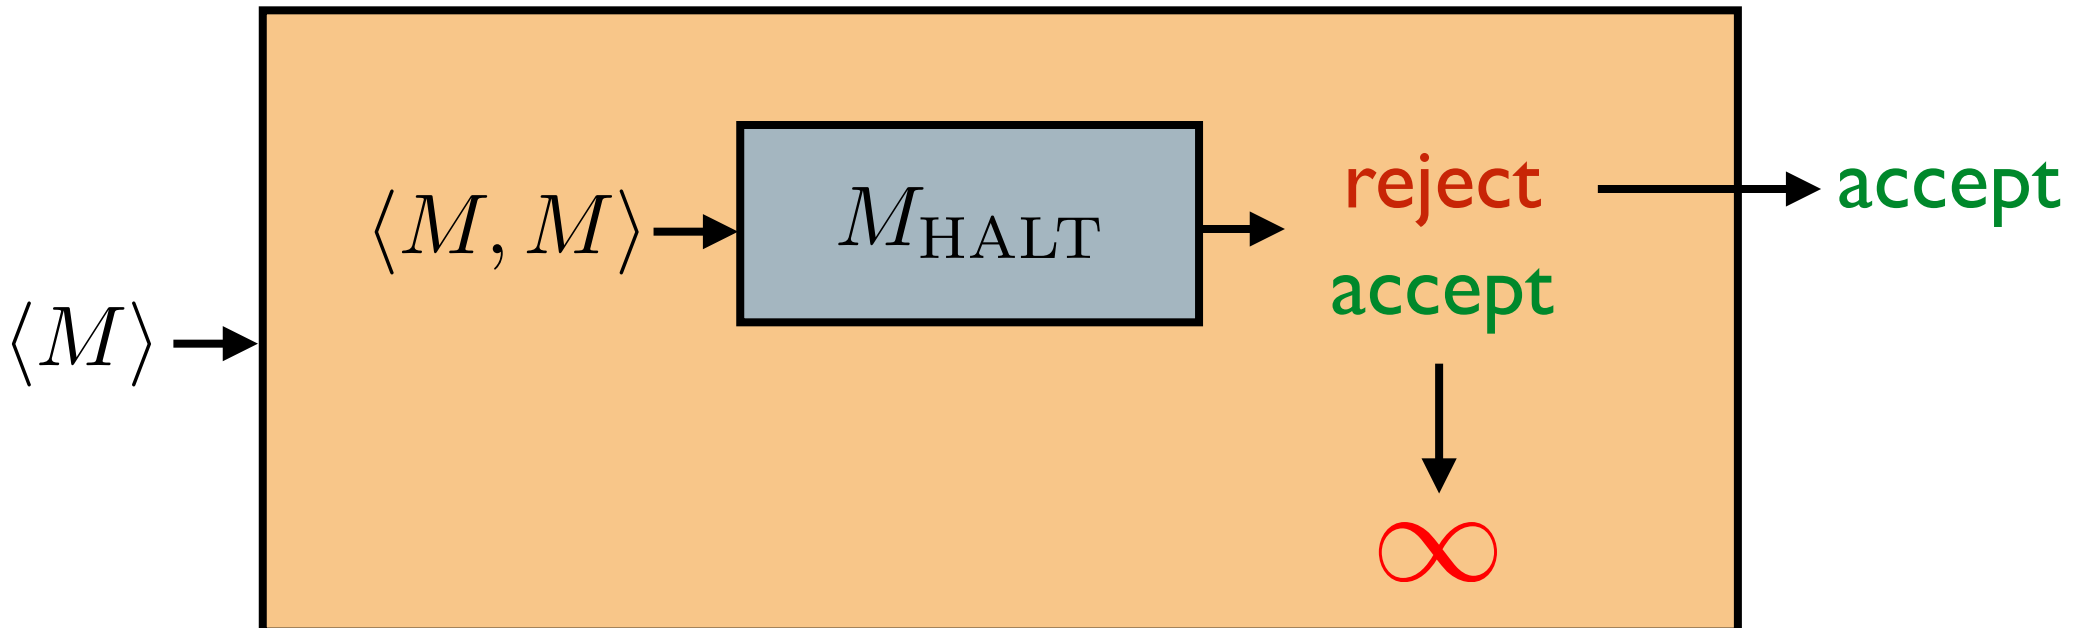 ⟨M⟩
⟨M, M⟩
M_HALT
reject
accept
accept
∞